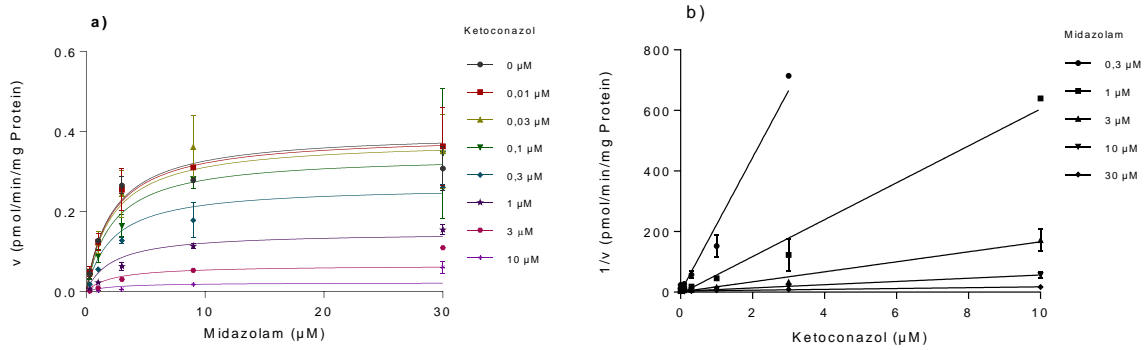 a)
Ketoconazol
0 µM
0,01 µM
0,03 µM
0,1 µM
0,3 µM
1 µM
3 µM
10 µM
v (pmol/min/mg Protein)
0.6
0.4
0.2
0.0
0 10 20 30
Midazolam (µM)
b)
Midazolam
0,3 µM
1 µM
3 µM
10 µM
30 µM
1/v (pmol/min/mg Protein)
800
600
400
200
0
0 2 4 6 8 10
Ketoconazol (µM)